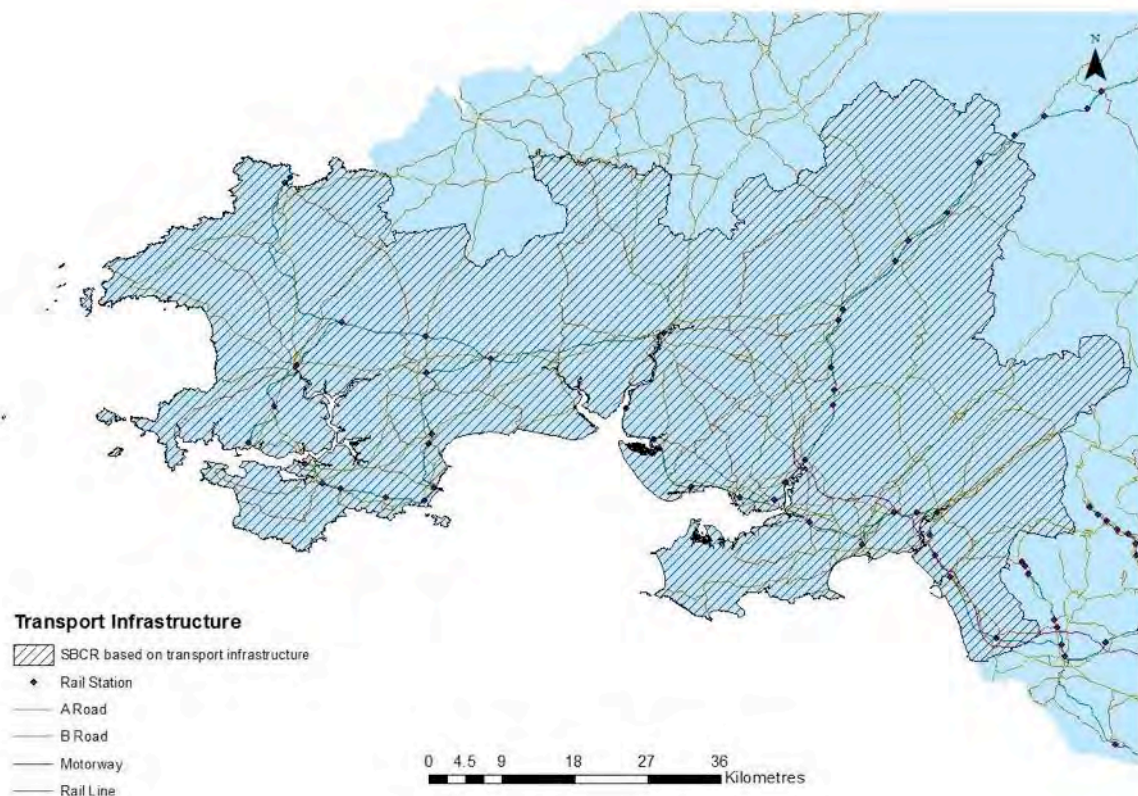 N
Transport Infrastructure
SBCR based on transport infrastructure
Rail Station
A Road
B Road
Motorway
Rail Line
0 4.5 9 18 27 36
Kilometres